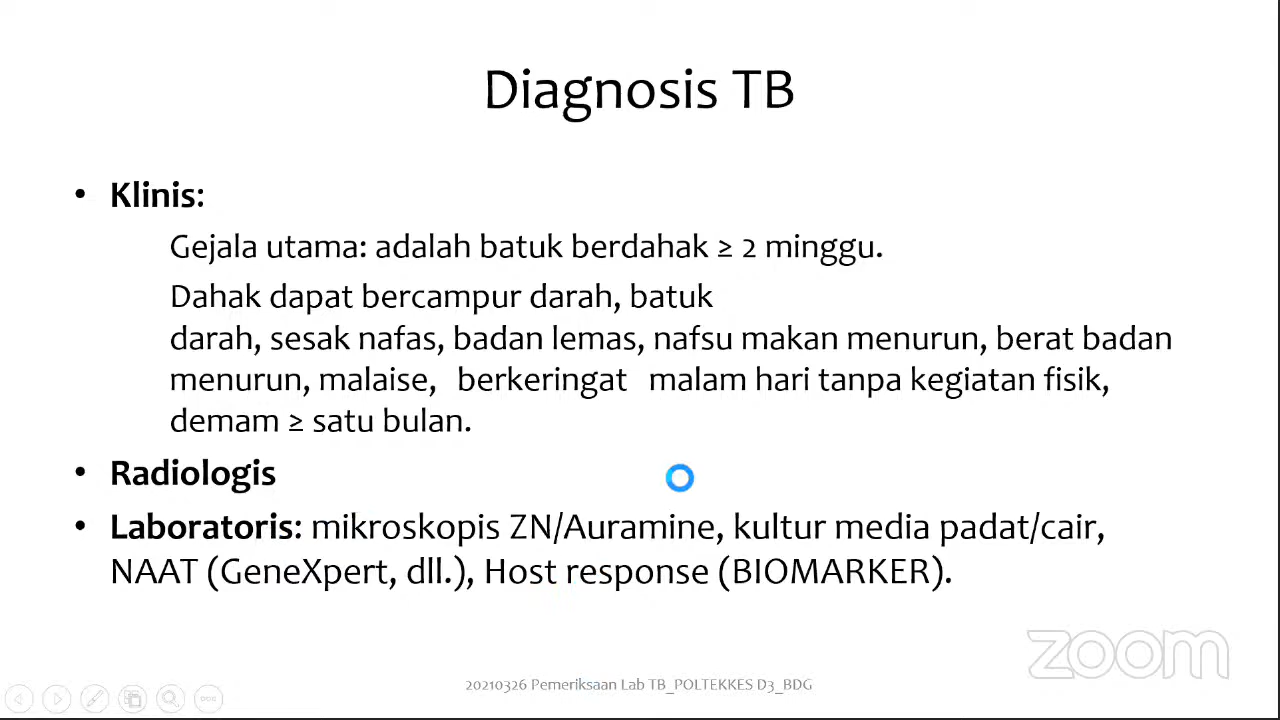 Diagnosis TB
• Klinis:
Gejala utama: adalah batuk berdahak ≥ 2 minggu.
Dahak dapat bercampur darah, batuk
darah, sesak nafas, badan lemas, nafsu makan menurun, berat badan
menurun, malaise, berkeringat malam hari tanpa kegiatan fisik,
demam ≥ satu bulan.
• Radiologis
• Laboratoris: mikroskopis ZN/Auramine, kultur media padat/cair,
NAAT (GeneXpert, dll.), Host response (BIOMARKER).
zoom
20210326 Pemeriksaan Lab TB_POLTEKKES D3_BDG